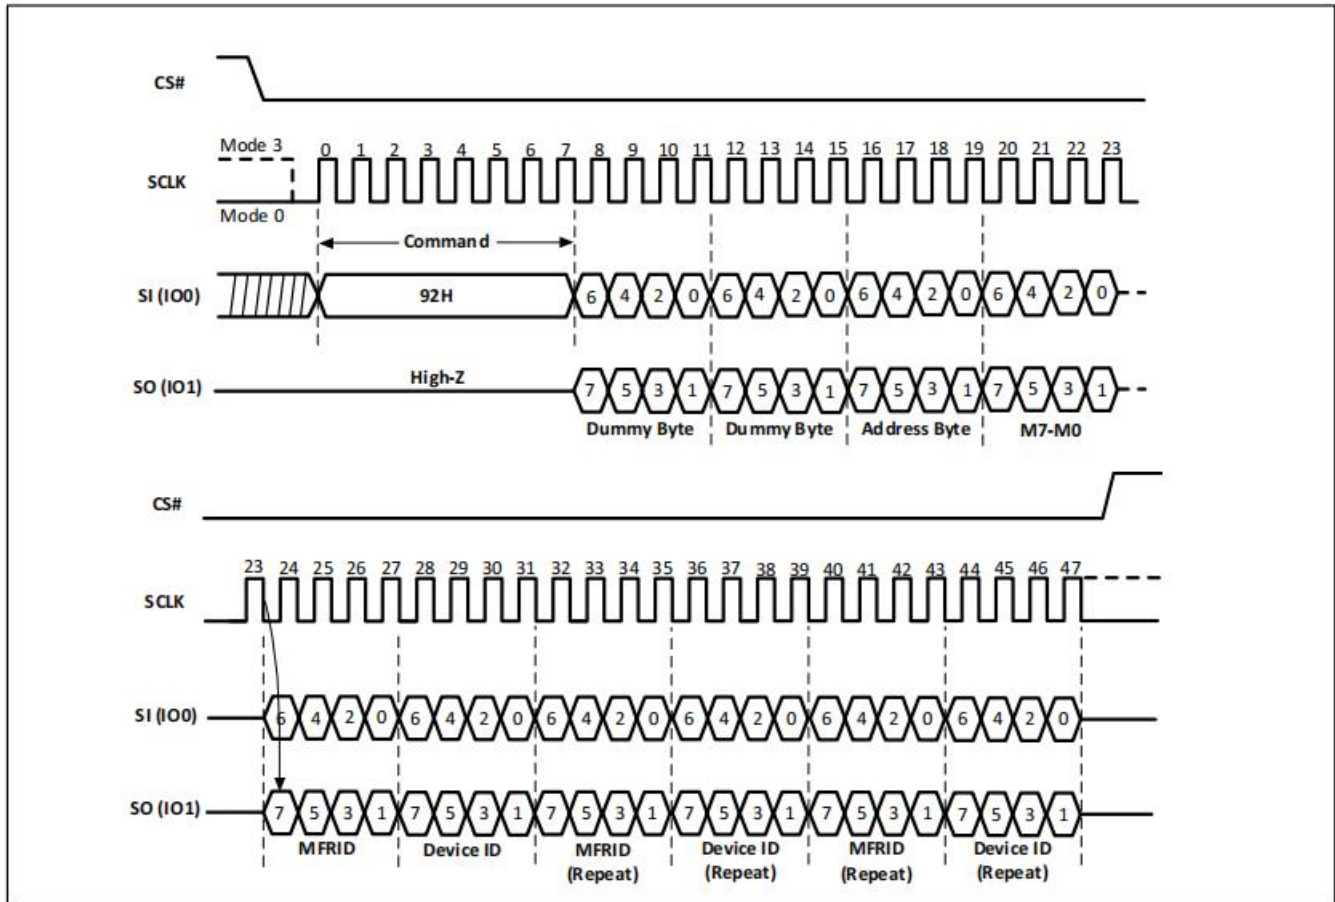 CS#
Mode 3
0 1 2 3 4 5 6 7 8 9 10 11 12 13 14 15 16 17 18 19 20 21 22 23
SCLK
Mode 0
Command
SI (IO0) 92H 6 4 2 0 6 4 2 0 6 4 2 0 6 4 2 0
High-Z
SO (IO1) 7 5 3 1 7 5 3 1 7 5 3 1 7 5 3 1
Dummy Byte Dummy Byte Address Byte M7-M0
CS#
23 24 25 26 27 28 29 30 31 32 33 34 35 36 37 38 39 40 41 42 43 44 45 46 47
SCLK
SI (IO0) 6 4 2 0 6 4 2 0 6 4 2 0 6 4 2 0 6 4 2 0 6 4 2 0
SO (IO1) 7 5 3 1 7 5 3 1 7 5 3 1 7 5 3 1 7 5 3 1 7 5 3 1
MFRID Device ID MFRID Device ID MFRID Device ID
(Repeat) (Repeat) (Repeat) (Repeat)